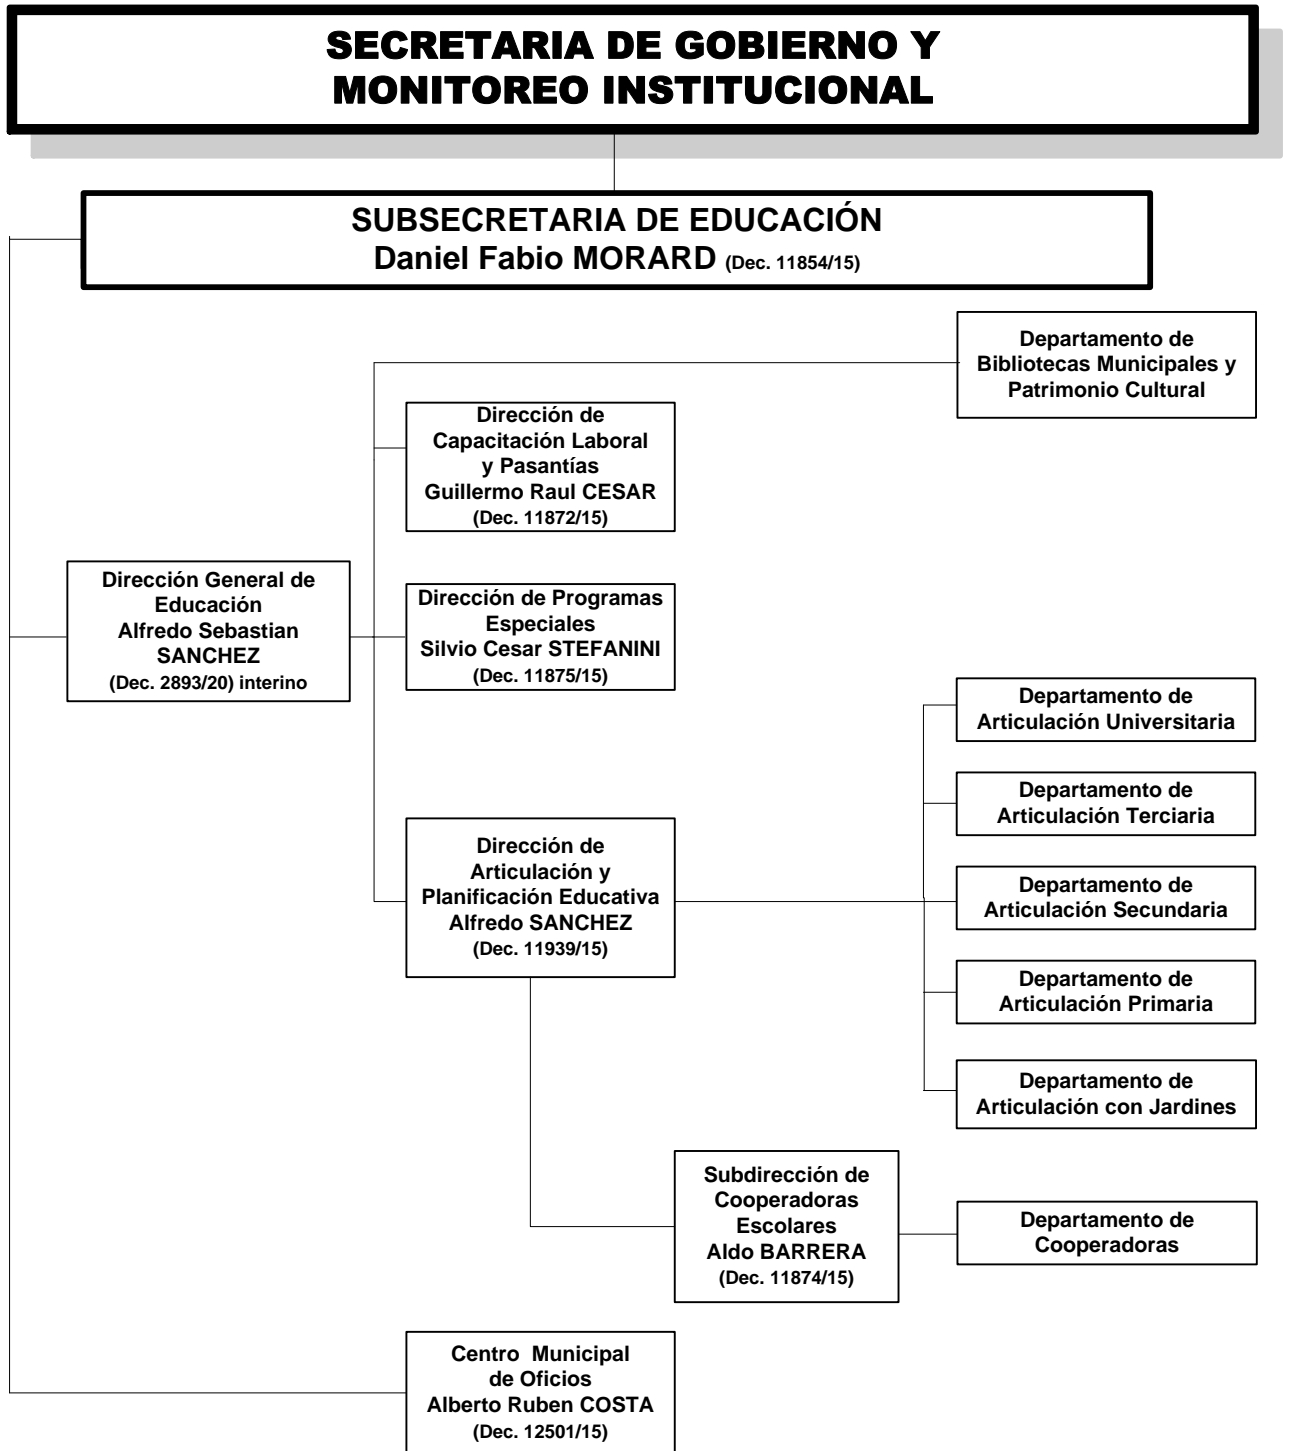 SECRETARIA DE GOBIERNO Y
MONITOREO INSTITUCIONAL
SUBSECRETARIA DE EDUCACIÓN
Daniel Fabio MORARD (Dec. 11854/15)
Departamento de
Bibliotecas Municipales y
Patrimonio Cultural
Dirección de
Capacitación Laboral
y Pasantías
Guillermo Raul CESAR
(Dec. 11872/15)
Dirección General de
Educación
Alfredo Sebastian
SANCHEZ
(Dec. 2893/20) interino
Dirección de Programas
Especiales
Silvio Cesar STEFANINI
(Dec. 11875/15)
Departamento de
Articulación Universitaria
Departamento de
Articulación Terciaria
Dirección de
Articulación y
Planificación Educativa
Alfredo SANCHEZ
(Dec. 11939/15)
Departamento de
Articulación Secundaria
Departamento de
Articulación Primaria
Departamento de
Articulación con Jardines
Subdirección de
Cooperadoras
Escolares
Aldo BARRERA
(Dec. 11874/15)
Departamento de
Cooperadoras
Centro Municipal
de Oficios
Alberto Ruben COSTA
(Dec. 12501/15)